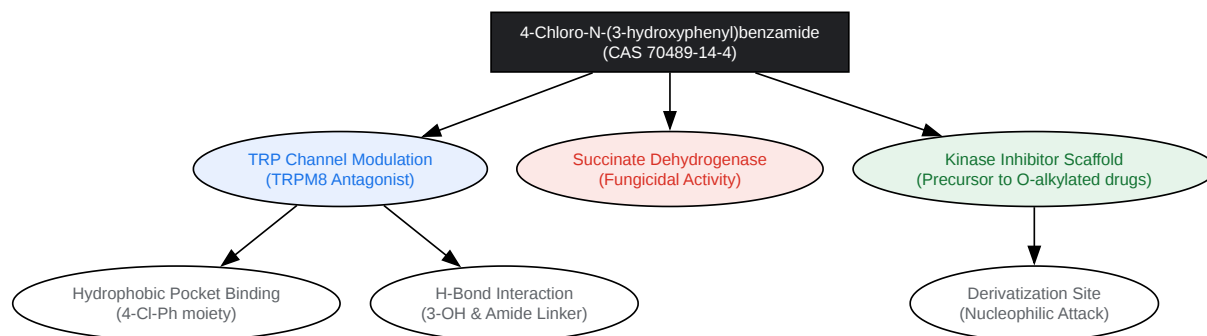 4-Chloro-N-(3-hydroxyphenyl)benzamide
(CAS 70489-14-4)
TRP Channel Modulation
(TRPM8 Antagonist)
Succinate Dehydrogenase
(Fungicidal Activity)
Kinase Inhibitor Scaffold
(Precursor to O-alkylated drugs)
Hydrophobic Pocket Binding
(4-Cl-Ph moiety)
H-Bond Interaction
(3-OH & Amide Linker)
Derivatization Site
(Nucleophilic Attack)